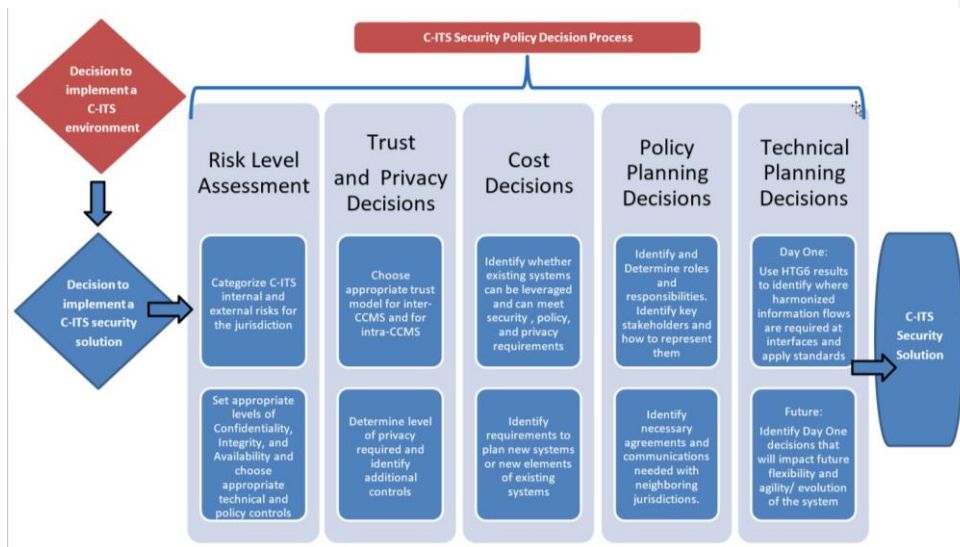 C-ITS Security Policy Decision Process
Decision to
implement a
C-ITS
environment
Decision to
implement a
C-ITS security
solution
Risk Level
Assessment
Categorize C-ITS
internal and
external risks for
the jurisdiction
Set appropriate
levels of
Confidentiality,
Integrity, and
Availability and
choose
appropriate
technical and
policy controls
Trust
and Privacy
Decisions
Choose
appropriate trust
model for inter-
CCMS and for
intra-CCMS
Determine level
of privacy
required and
identify
additional
controls
Cost
Decisions
Identify whether
existing systems
can be leveraged
and can meet
security , policy,
and privacy
requirements
Identify
requirements to
plan new systems
or new elements
of existing
systems
Policy
Planning
Decisions
Identify and
Determine roles
and
responsibilities.
Identify key
stakeholders and
how to represent
them
Identify
necessary
agreements and
communications
needed with
neighboring
jurisdictions.
Technical
Planning
Decisions
Day One:
Use HTG6 results
to identify where
harmonized
information flows
are required at
interfaces and
apply standards
Future:
Identify Day One
decisions that
will impact future
flexibility and
agility/ evolution
of the system
C-ITS
Security
Solution